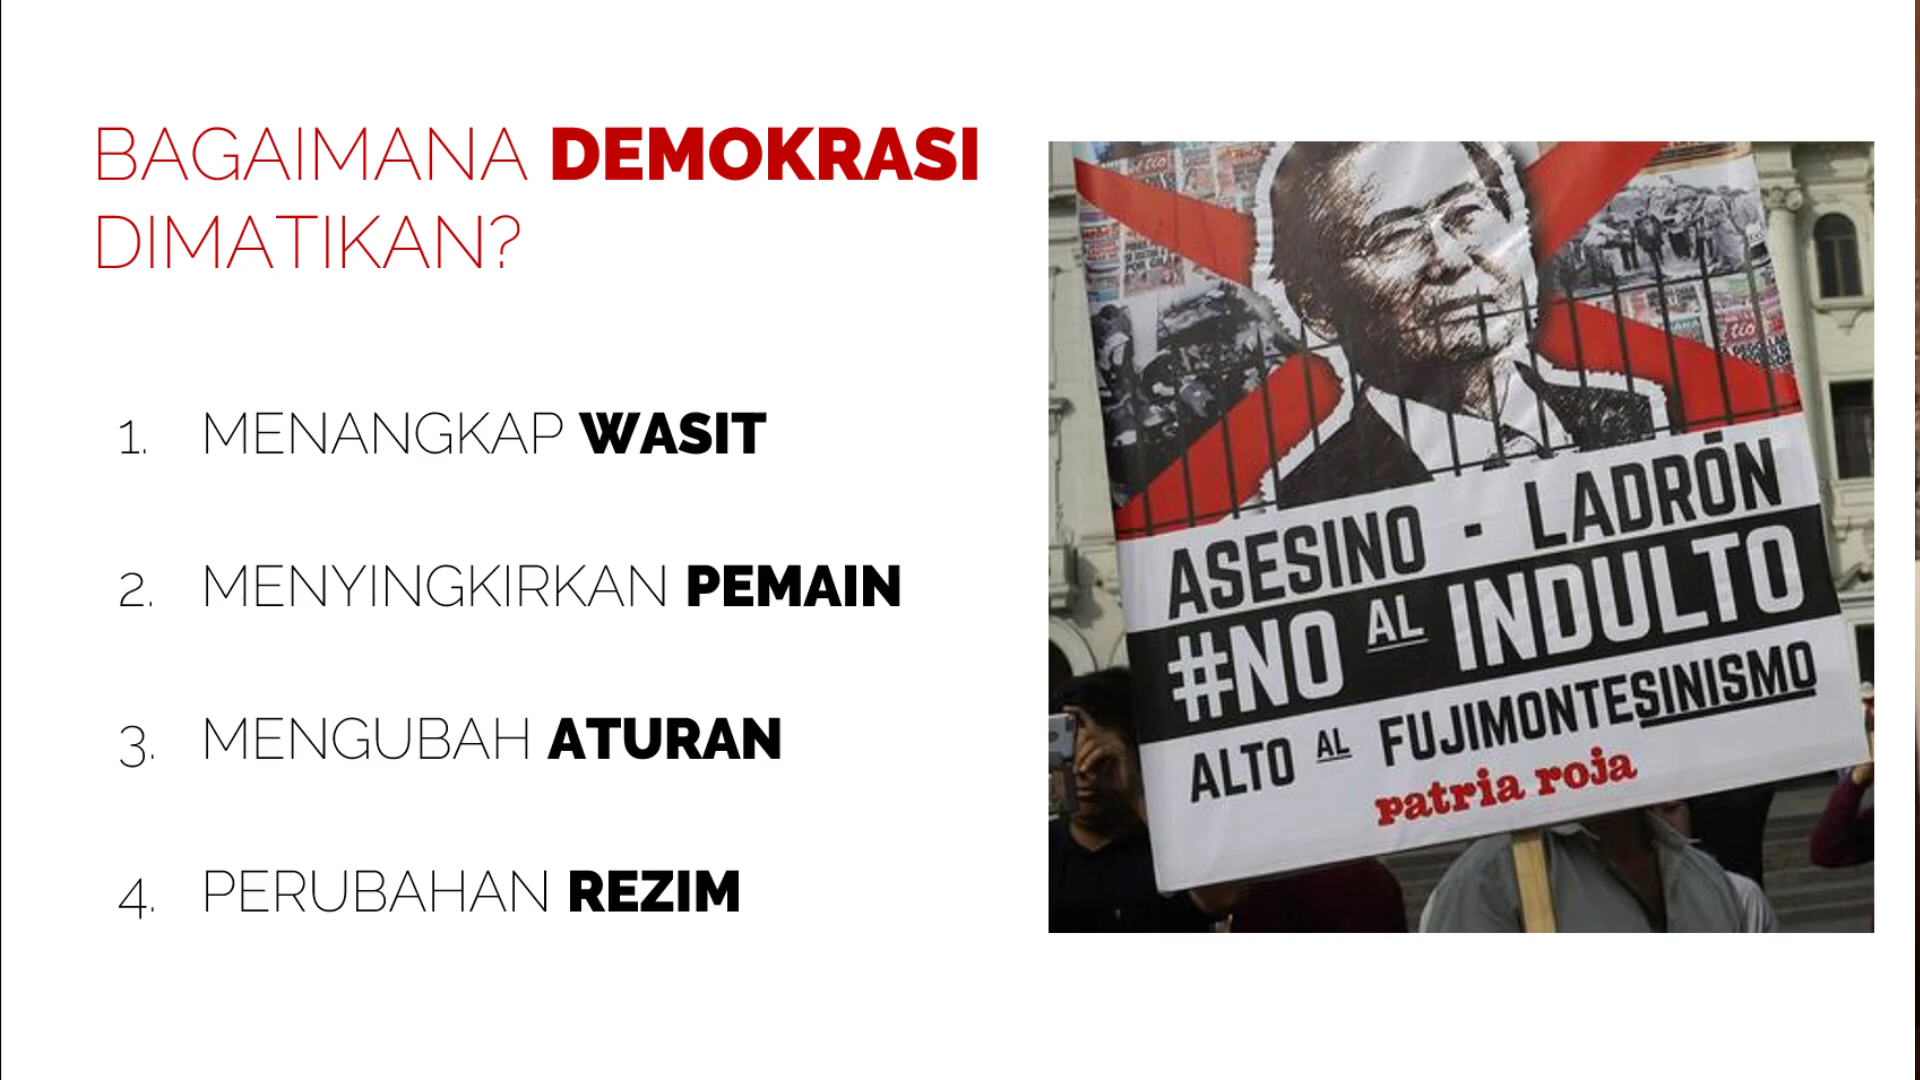 BAGAIMANA DEMOKRASI
DIMATIKAN?
1. MENANGKAP WASIT
2. MENYINGKIRKAN PEMAIN
3. MENGUBAH ATURAN
4. PERUBAHAN REZIM
ASESINO - LADRÓN
#NO AL INDULTO
ALTO AL FUJIMONTESINISMO
patria roja